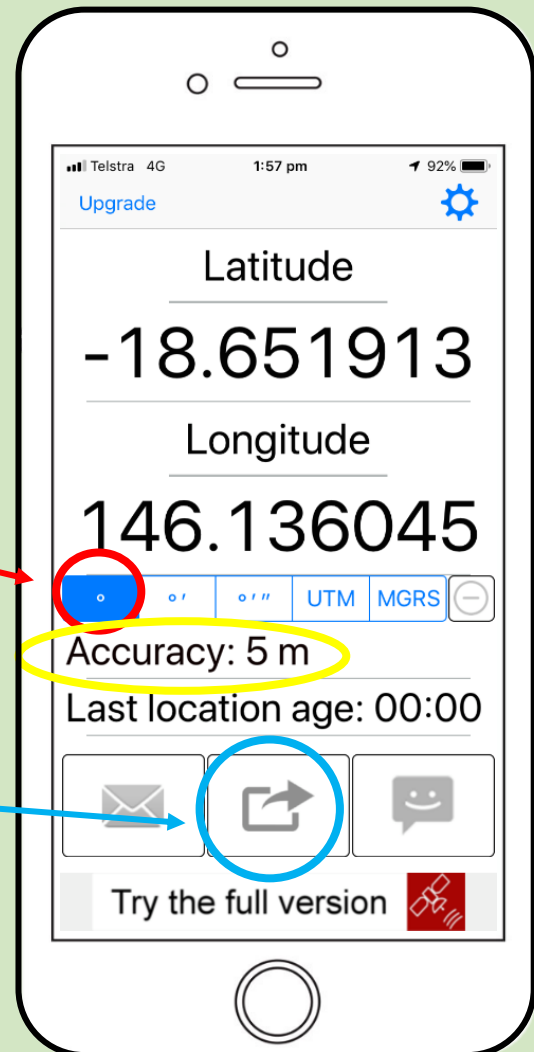 Telstra 4G 1:57 pm 92%
Upgrade
Latitude
-18.651913
Longitude
146.136045
° °' °'" UTM MGRS
Accuracy: 5 m
Last location age: 00:00
Try the full version